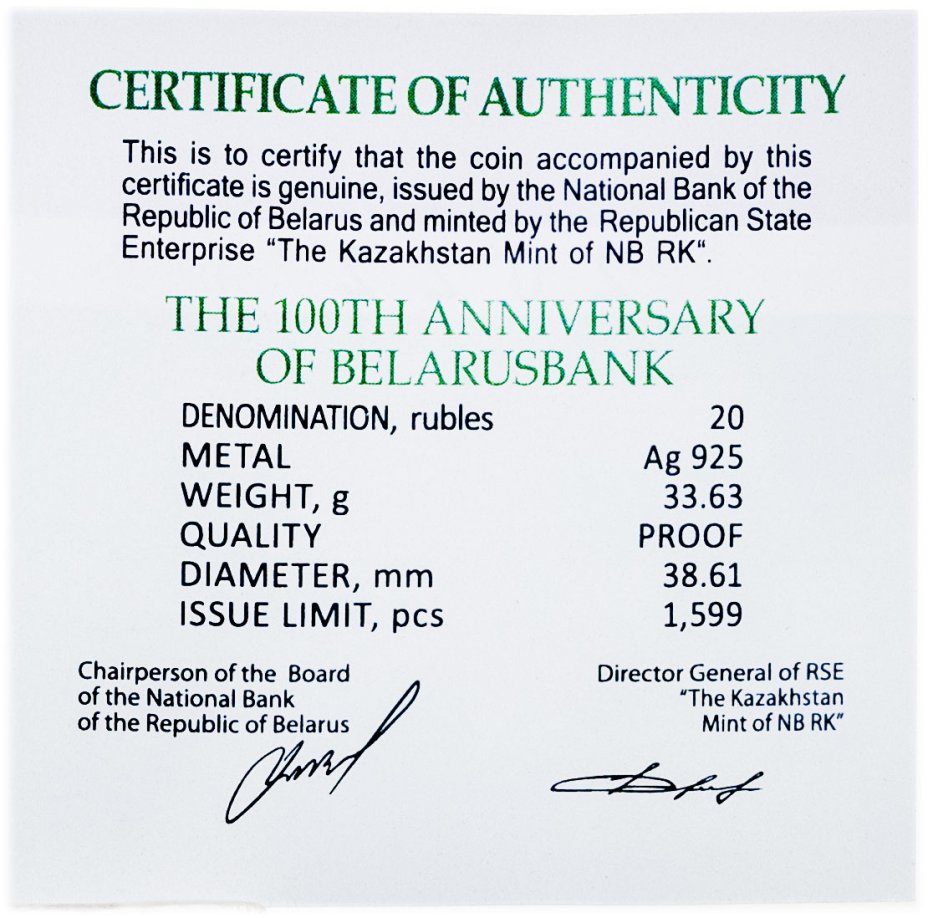 CERTIFICATE OF AUTHENTICITY
This is to certify that the coin accompanied by this
certificate is genuine, issued by the National Bank of the
Republic of Belarus and minted by the Republican State
Enterprise “The Kazakhstan Mint of NB RK“.
THE 100TH ANNIVERSARY
OF BELARUSBANK
DENOMINATION, rubles 20
METAL Ag 925
WEIGHT, g 33.63
QUALITY PROOF
DIAMETER, mm 38.61
ISSUE LIMIT, pcs 1,599
Chairperson of the Board
of the National Bank
of the Republic of Belarus
Director General of RSE
“The Kazakhstan
Mint of NB RK”